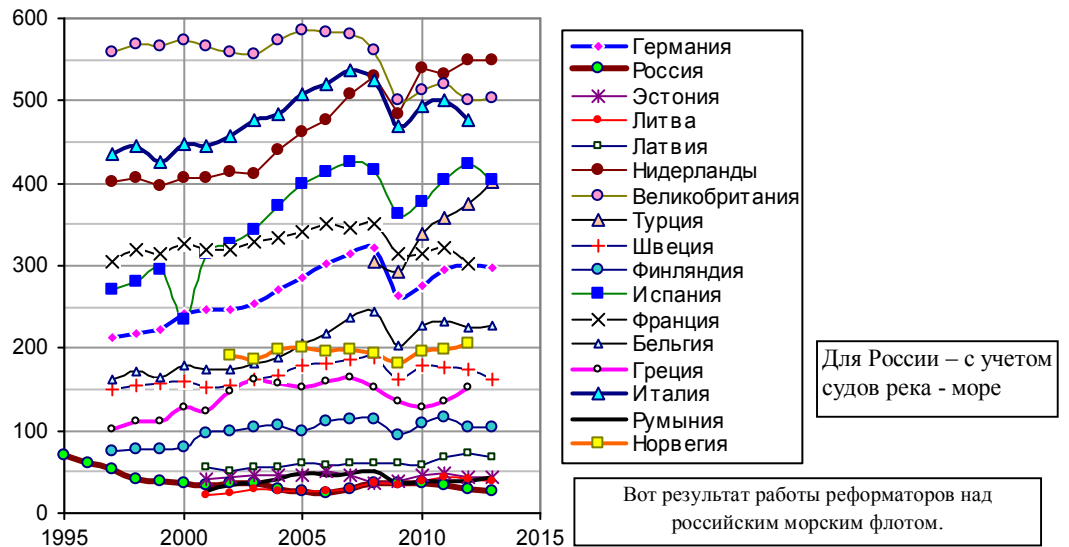 600
500
400
300
200
100
0
1995
2000
2005
2010
2015
Германия
Россия
Эстония
Литва
Латвия
Нидерланды
Великобритания
Турция
Швеция
Финляндия
Испания
Франция
Бельгия
Греция
Италия
Румыния
Норвегия
Для России – с учетом
судов река - море
Вот результат работы реформаторов над
российским морским флотом.